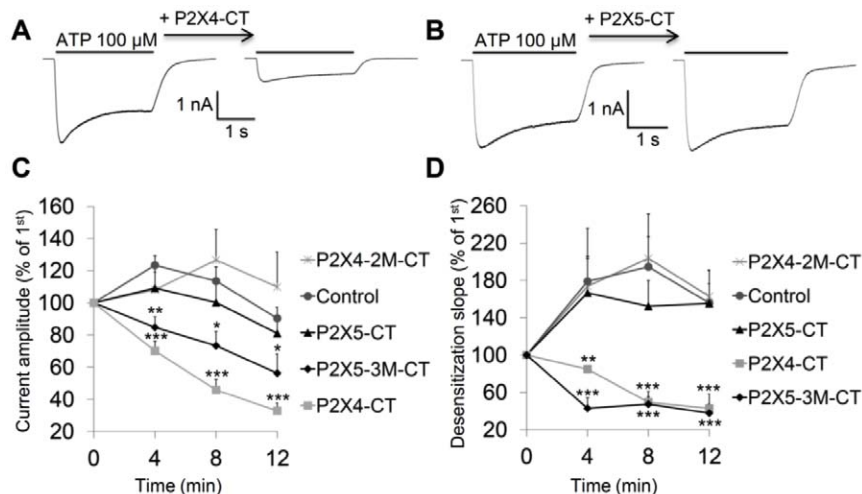 A
+ P2X4-CT
ATP 100 µM
1 nA
1 s
B
+ P2X5-CT
ATP 100 µM
1 nA
1 s
C
Current amplitude (% of 1st)
160
140
120
100
80
60
40
20
**
***
*
***
*
***
0 4 8 12
Time (min)
P2X4-2M-CT
Control
P2X5-CT
P2X5-3M-CT
P2X4-CT
D
Desensitization slope (% of 1st)
260
220
180
140
100
60
20
**
***
***
***
***
***
0 4 8 12
Time (min)
P2X4-2M-CT
Control
P2X5-CT
P2X4-CT
P2X5-3M-CT